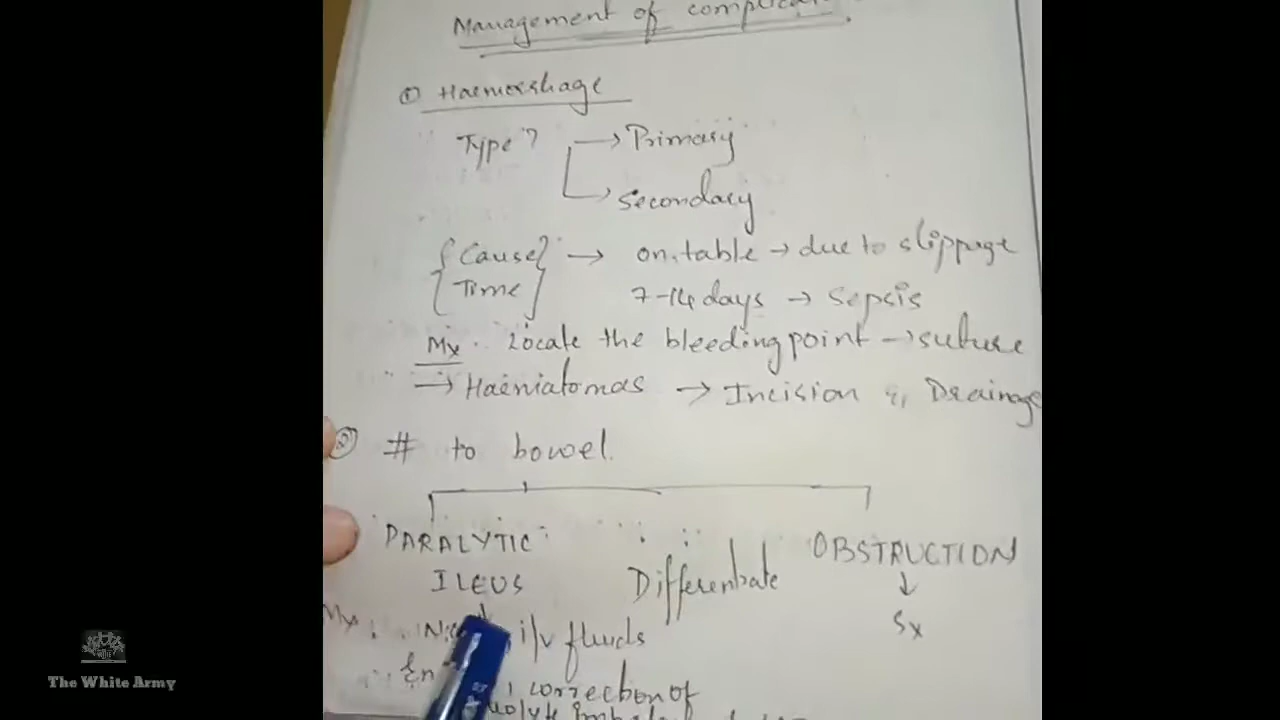 Management of
① Haemorrhage
Type? → Primary
→ Secondary
{Cause} → on table → due to slippage
{Time} 7-14 days → Sepsis
Mx. Locate the bleeding point → suture
→ Haematomas → Incision & Drainage
② # to bowel.
PARALYTIC ILEUS
Differentiate
OBSTRUCTION
↓
Sx
Mx: i/v fluids
correction of
The White Army